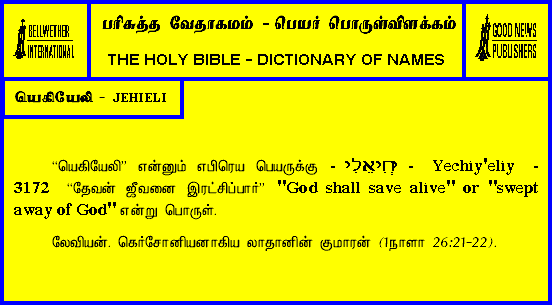 BELLWETHER
INTERNATIONAL
பரிசுத்த வேதாகமம் - பெயர் பொருள்விளக்கம்
THE HOLY BIBLE - DICTIONARY OF NAMES
GOOD NEWS
PUBLISHERS
யெகியேலி - JEHIELI
“யெகியேலி” என்னும் எபிரெய பெயருக்கு - יְחִיאֵלִי - Yechiy'eliy -
3172 “தேவன் ஜீவனை இரட்சிப்பார்” "God shall save alive" or "swept
away of God" என்று பொருள்.
லேவியன். கெர்சோனியனாகிய லாதானின் குமாரன் (1நாளா 26:21-22).